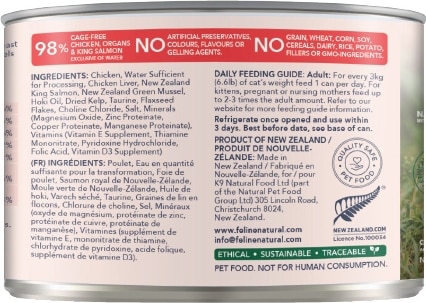 98% CAGE-FREE
CHICKEN, ORGANS
& KING SALMON
EXCLUSIVE OF WATER
NO ARTIFICIAL PRESERVATIVES,
COLOURS, FLAVOURS OR
GELLING AGENTS.
NO GRAIN, WHEAT, CORN, SOY,
CEREALS, DAIRY, RICE, POTATO,
FILLERS OR GMO-INGREDIENTS.
INGREDIENTS: Chicken, Water Sufficient
for Processing, Chicken Liver, New Zealand
King Salmon, New Zealand Green Mussel,
Hoki Oil, Dried Kelp, Taurine, Flaxseed
Flakes, Choline Chloride, Salt, Minerals
(Magnesium Oxide, Zinc Proteinate,
Copper Proteinate, Manganese Proteinate),
Vitamins (Vitamin E Supplement, Thiamine
Mononitrate, Pyridoxine Hydrochloride,
Folic Acid, Vitamin D3 Supplement)
(FR) INGRÉDIENTS: Poulet, Eau en quantité
suffisante pour la transformation, Foie
de poulet, Saumon royal de Nouvelle-Zélande,
Moule verte de Nouvelle-Zélande, Huile de
hoki, Varech séché, Taurine, Graines de lin en
flocons, Chlorure de choline, Sel, Minéraux
(oxyde de magnésium, protéinate de zinc,
protéinate de cuivre, protéinate de
manganèse), Vitamines (supplément de
vitamine E, mononitrate de thiamine,
chlorhydrate de pyridoxine, acide folique,
supplément de vitamine D3).
DAILY FEEDING GUIDE: Adult: For every 3kg
(6.6lb) of cat's weight feed 1 can per day. For
kittens, pregnant or nursing mothers feed up
to 2-3 times the adult amount. Refer to our
website for more feeding guide information.
Refrigerate once opened and use within
3 days. Best before date, see base of can.
PRODUCT OF NEW ZEALAND /
PRODUIT DE NOUVELLE-
ZÉLANDE: Made in
New Zealand / Fabriqué en
Nouvelle-Zélande, for / pour
K9 Natural Food Ltd (part
of the Natural Pet Food
Group Ltd) 305 Lincoln Road,
Christchurch 8024,
New Zealand.
www.felinenatural.com
info@felinenatural.com
QUALITY SAFE
PET FOOD
NEWZEALAND.COM
Licence No.100034
ETHICAL • SUSTAINABLE • TRACEABLE
PET FOOD. NOT FOR HUMAN CONSUMPTION.